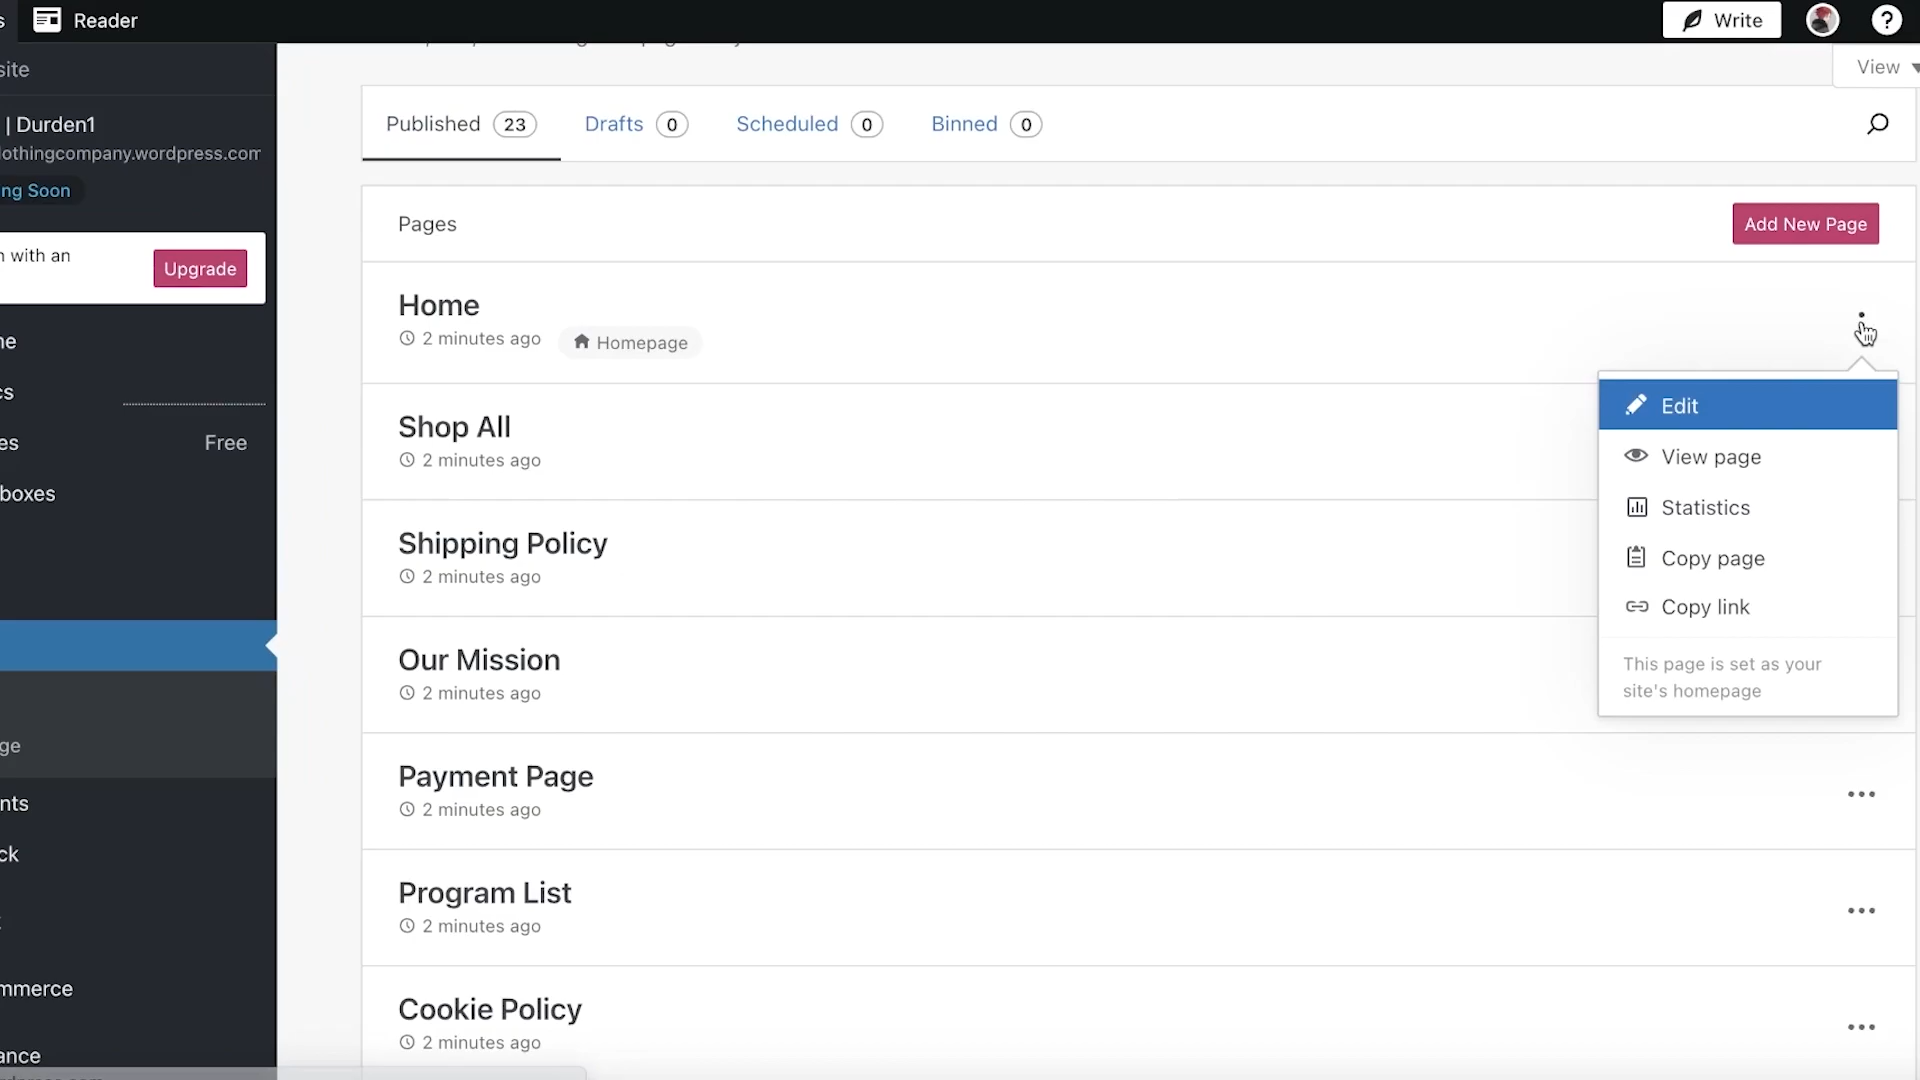 Reader
Write
site
View
| Durden1
lothingcompany.wordpress.com
ng Soon
with an
Upgrade
ne
cs
es Free
boxes
ge
nts
ck
mmerce
ance
Published 23
Drafts 0
Scheduled 0
Binned 0
Pages
Add New Page
Home
2 minutes ago
Homepage
Shop All
2 minutes ago
Shipping Policy
2 minutes ago
Our Mission
2 minutes ago
Payment Page
2 minutes ago
Program List
2 minutes ago
Cookie Policy
2 minutes ago
Edit
View page
Statistics
Copy page
Copy link
This page is set as your
site's homepage